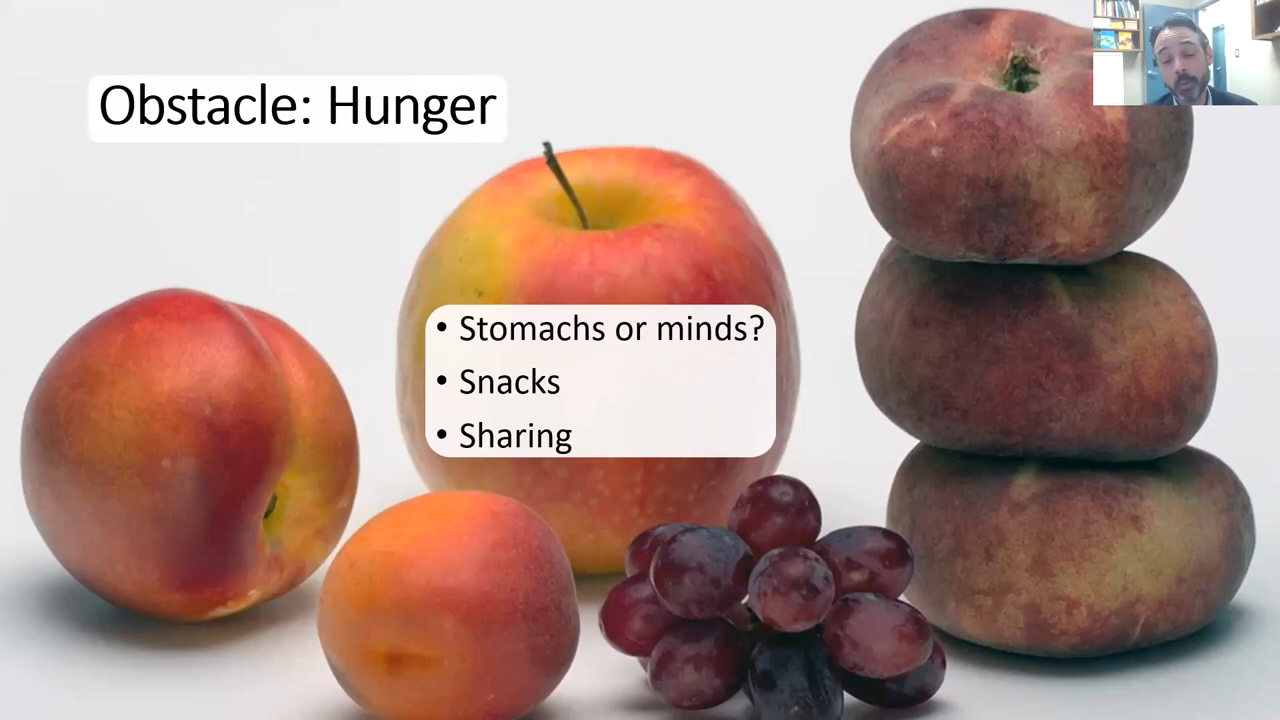 Obstacle: Hunger
• Stomachs or minds?
• Snacks
• Sharing